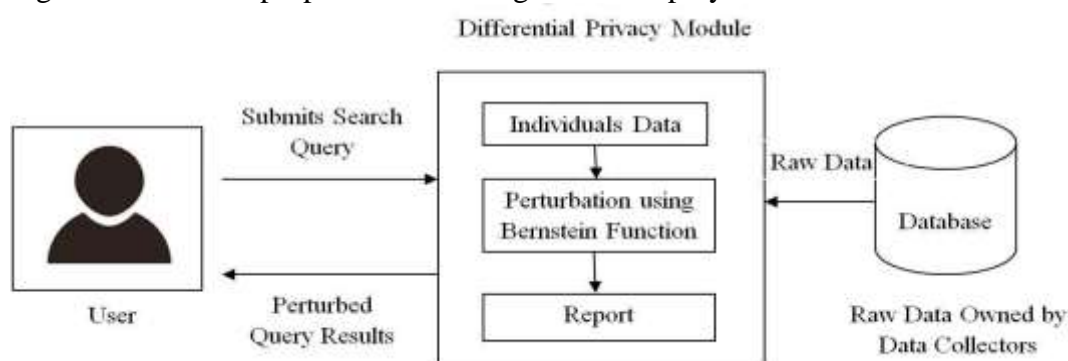 Differential Privacy Module
Submits Search
Query
Individuals Data
Raw Data
Perturbation using
Bernstein Function
Database
User
Perturbed
Query Results
Report
Raw Data Owned by
Data Collectors